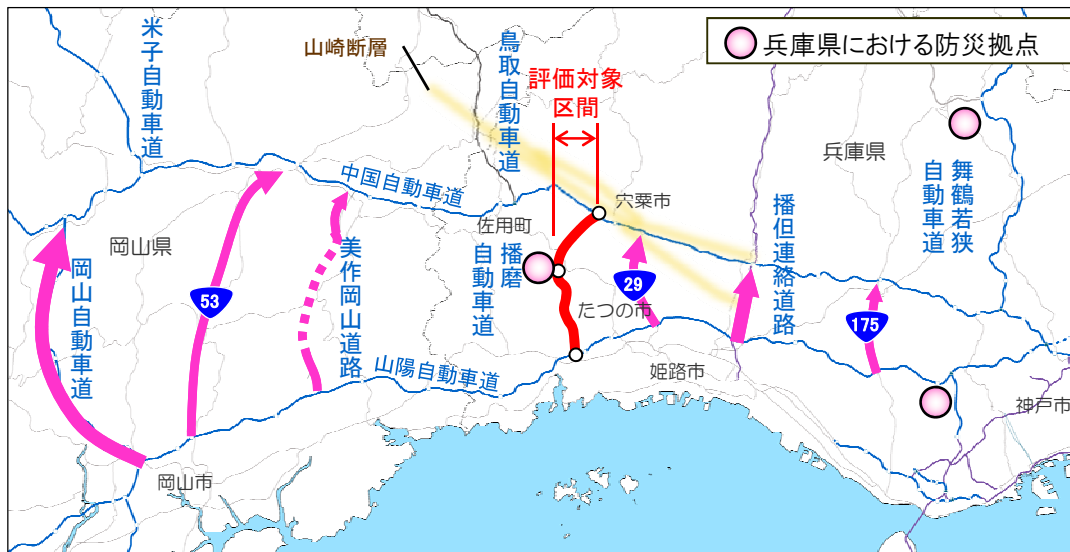 米子自動車道
山崎断層
鳥取自動車道
評価対象
区間
兵庫県における防災拠点
兵庫県
舞鶴若狭
自動車道
中国自動車道
宍粟市
佐用町
播磨
自動車道
播但連絡道路
岡山県
岡山自動車道
53
美作岡山道路
29
たつの市
175
山陽自動車道
姫路市
神戸市
岡山市